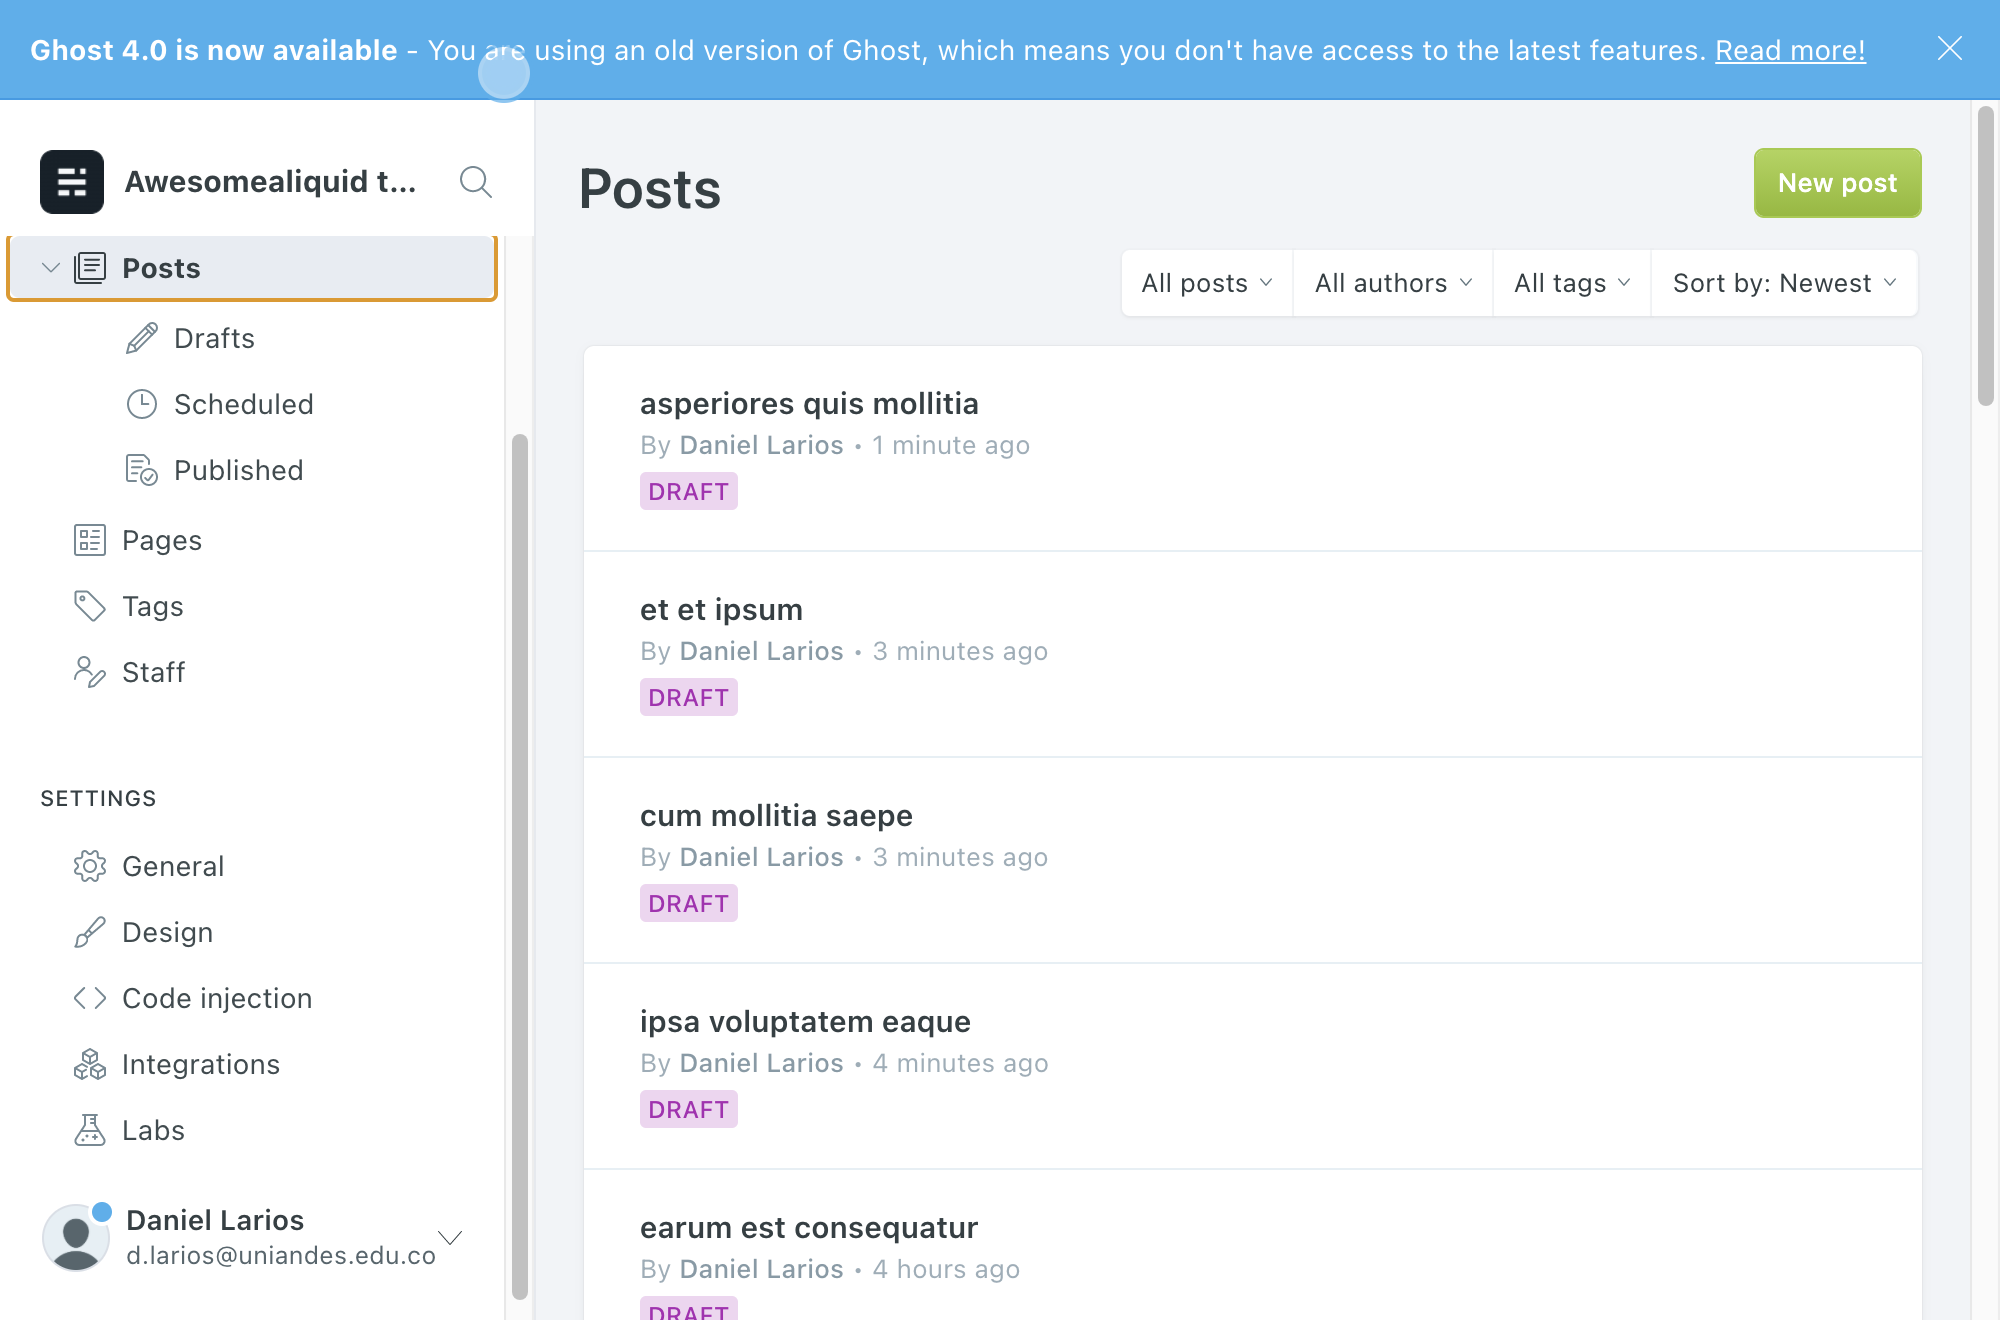 Ghost 4.0 is now available - You are using an old version of Ghost, which means you don't have access to the latest features. Read more!
Awesomealiquid t...
Posts
Drafts
Scheduled
Published
Pages
Tags
Staff
SETTINGS
General
Design
Code injection
Integrations
Labs
Daniel Larios
d.larios@uniandes.edu.co
Posts
New post
All posts
All authors
All tags
Sort by: Newest
asperiores quis mollitia
By Daniel Larios • 1 minute ago
DRAFT
et et ipsum
By Daniel Larios • 3 minutes ago
DRAFT
cum mollitia saepe
By Daniel Larios • 3 minutes ago
DRAFT
ipsa voluptatem eaque
By Daniel Larios • 4 minutes ago
DRAFT
earum est consequatur
By Daniel Larios • 4 hours ago
DRAFT